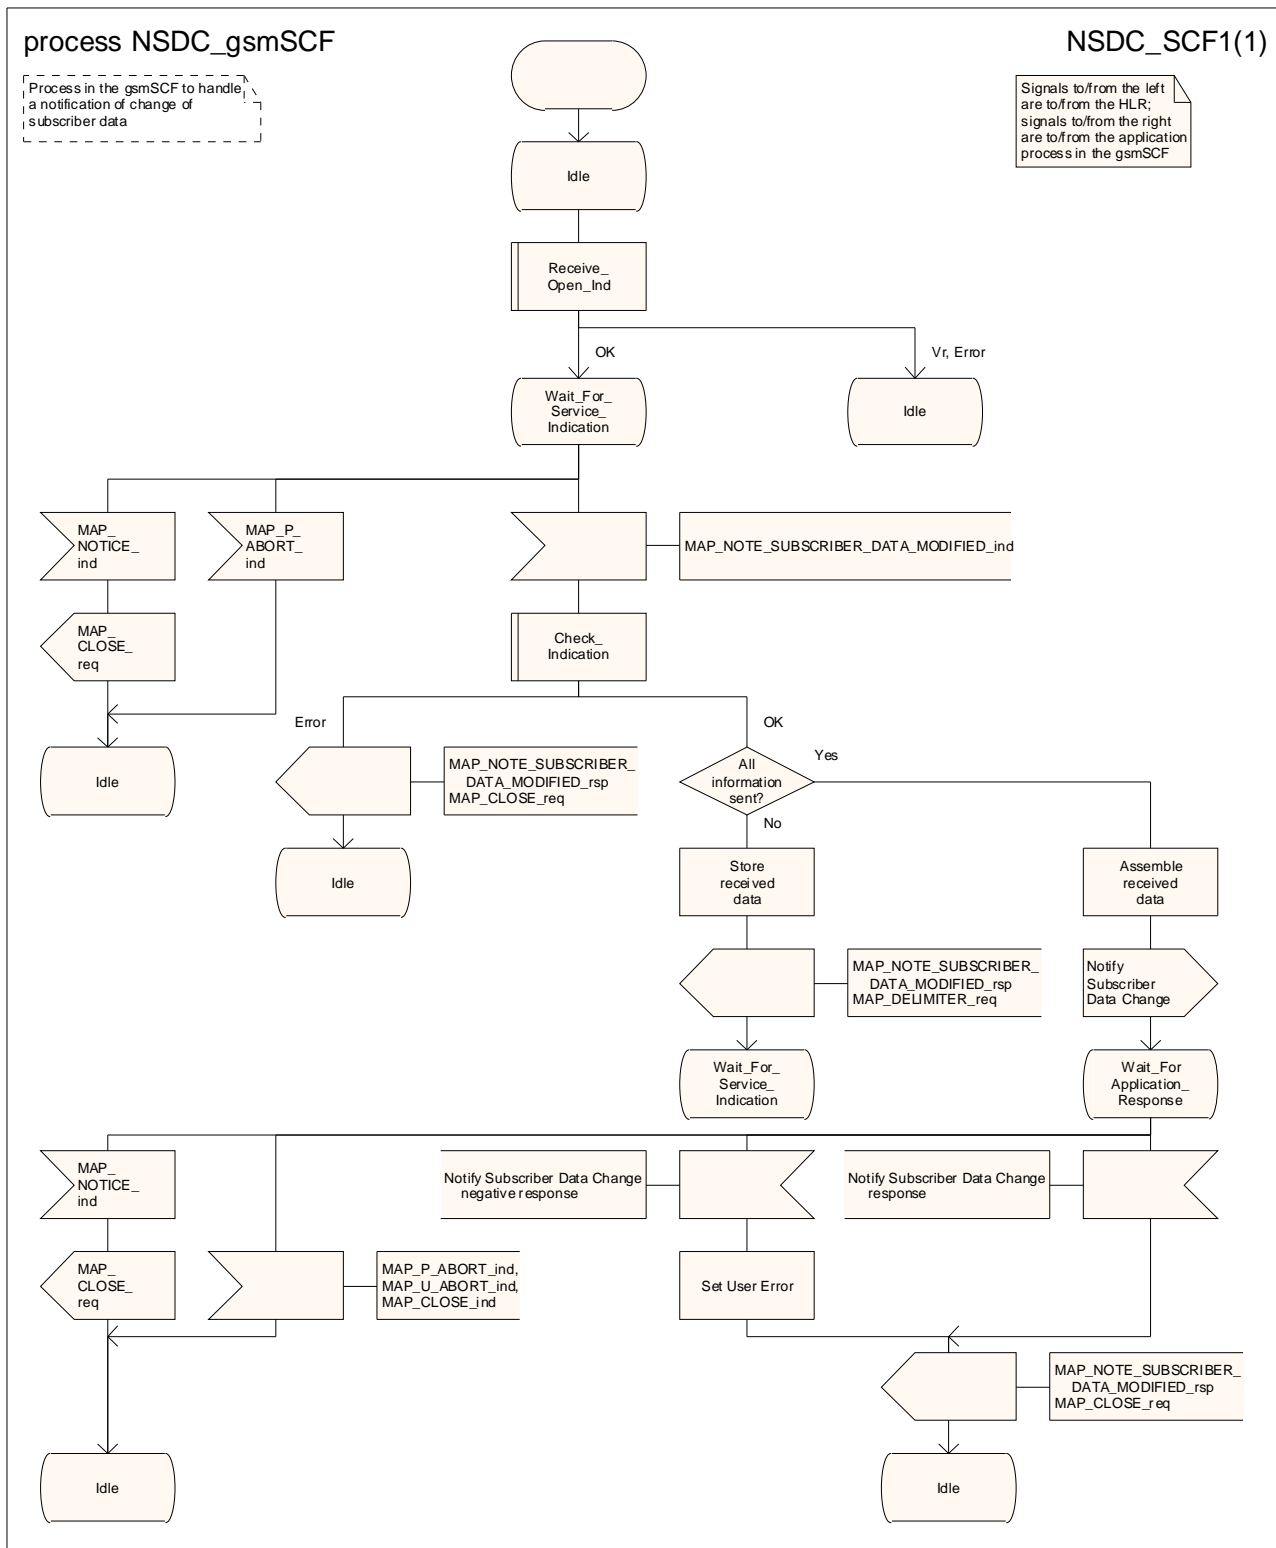 process NSDC_gsmSCF
NSDC_SCF1(1)
Process in the gsmSCF to handle
a notification of change of
subscriber data
Signals to/from the left
are to/from the HLR;
signals to/from the right
are to/from the application
process in the gsmSCF
Idle
Receive_
Open_Ind
OK
Vr, Error
Wait_For_
Service_
Indication
Idle
MAP_
NOTICE_
ind
MAP_P_
ABORT_
ind
MAP_NOTE_SUBSCRIBER_DATA_MODIFIED_ind
MAP_
CLOSE_
req
Check_
Indication
Error
OK
Idle
MAP_NOTE_SUBSCRIBER_
DATA_MODIFIED_rsp
MAP_CLOSE_req
All
information
sent?
Yes
No
Idle
Store
received
data
Assemble
received
data
MAP_NOTE_SUBSCRIBER_
DATA_MODIFIED_rsp
MAP_DELIMITER_req
Notify
Subscriber
Data Change
Wait_For_
Service_
Indication
Wait_For
Application_
Response
MAP_
NOTICE_
ind
Notify Subscriber Data Change
negative response
Notify Subscriber Data Change
response
MAP_
CLOSE_
req
MAP_P_ABORT_ind,
MAP_U_ABORT_ind,
MAP_CLOSE_ind
Set User Error
MAP_NOTE_SUBSCRIBER_
DATA_MODIFIED_rsp
MAP_CLOSE_req
Idle
Idle